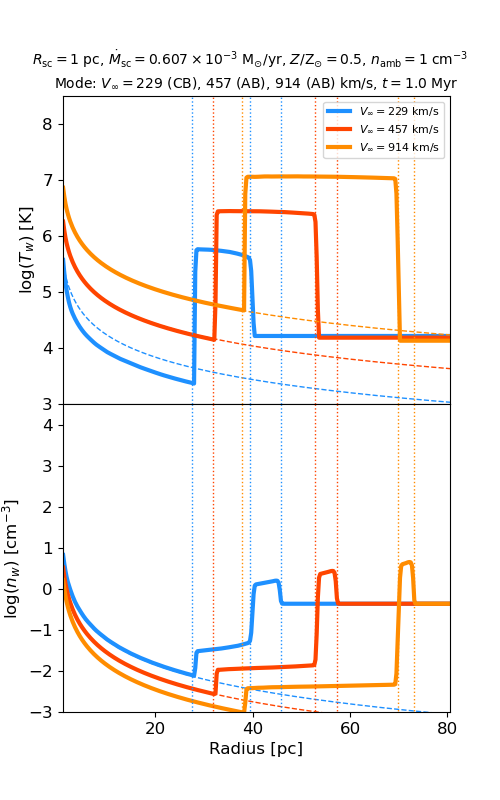 R_sc = 1 pc, Ṁ_sc = 0.607 × 10⁻³ M_⊙/yr, Z/Z_⊙ = 0.5, n_amb = 1 cm⁻³
Mode: V_∞ = 229 (CB), 457 (AB), 914 (AB) km/s, t = 1.0 Myr
V_∞ = 229 km/s
V_∞ = 457 km/s
V_∞ = 914 km/s
log(T_w) [K]
8
7
6
5
4
3
log(n_w) [cm⁻³]
4
3
2
1
0
−1
−2
−3
20
40
60
80
Radius [pc]